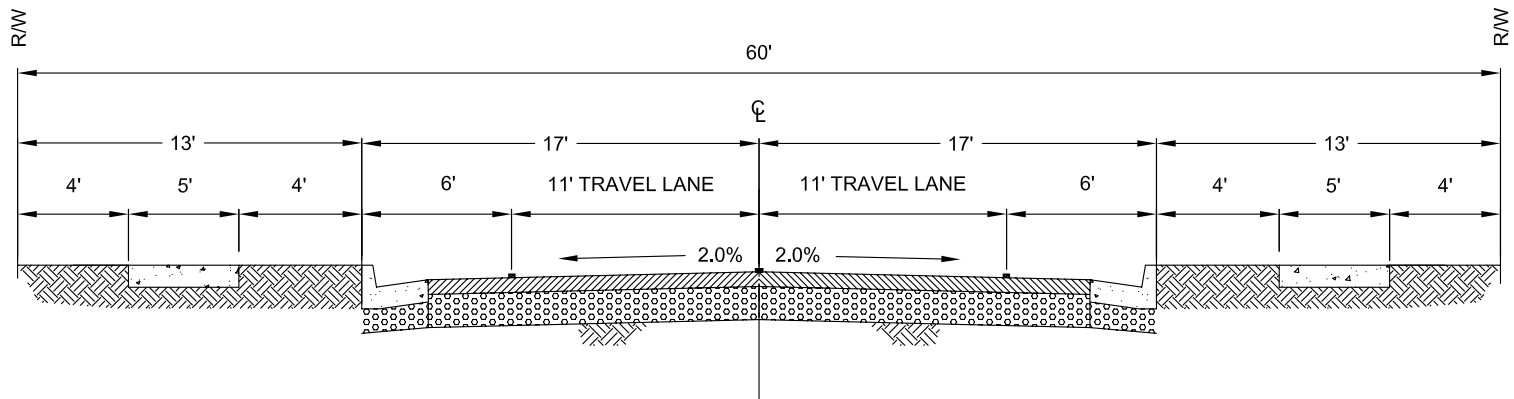 R/W R/W
60'
℄
13' 17' 17' 13'
4' 5' 4' 6' 11' TRAVEL LANE 11' TRAVEL LANE 6' 4' 5' 4'
2.0% 2.0%